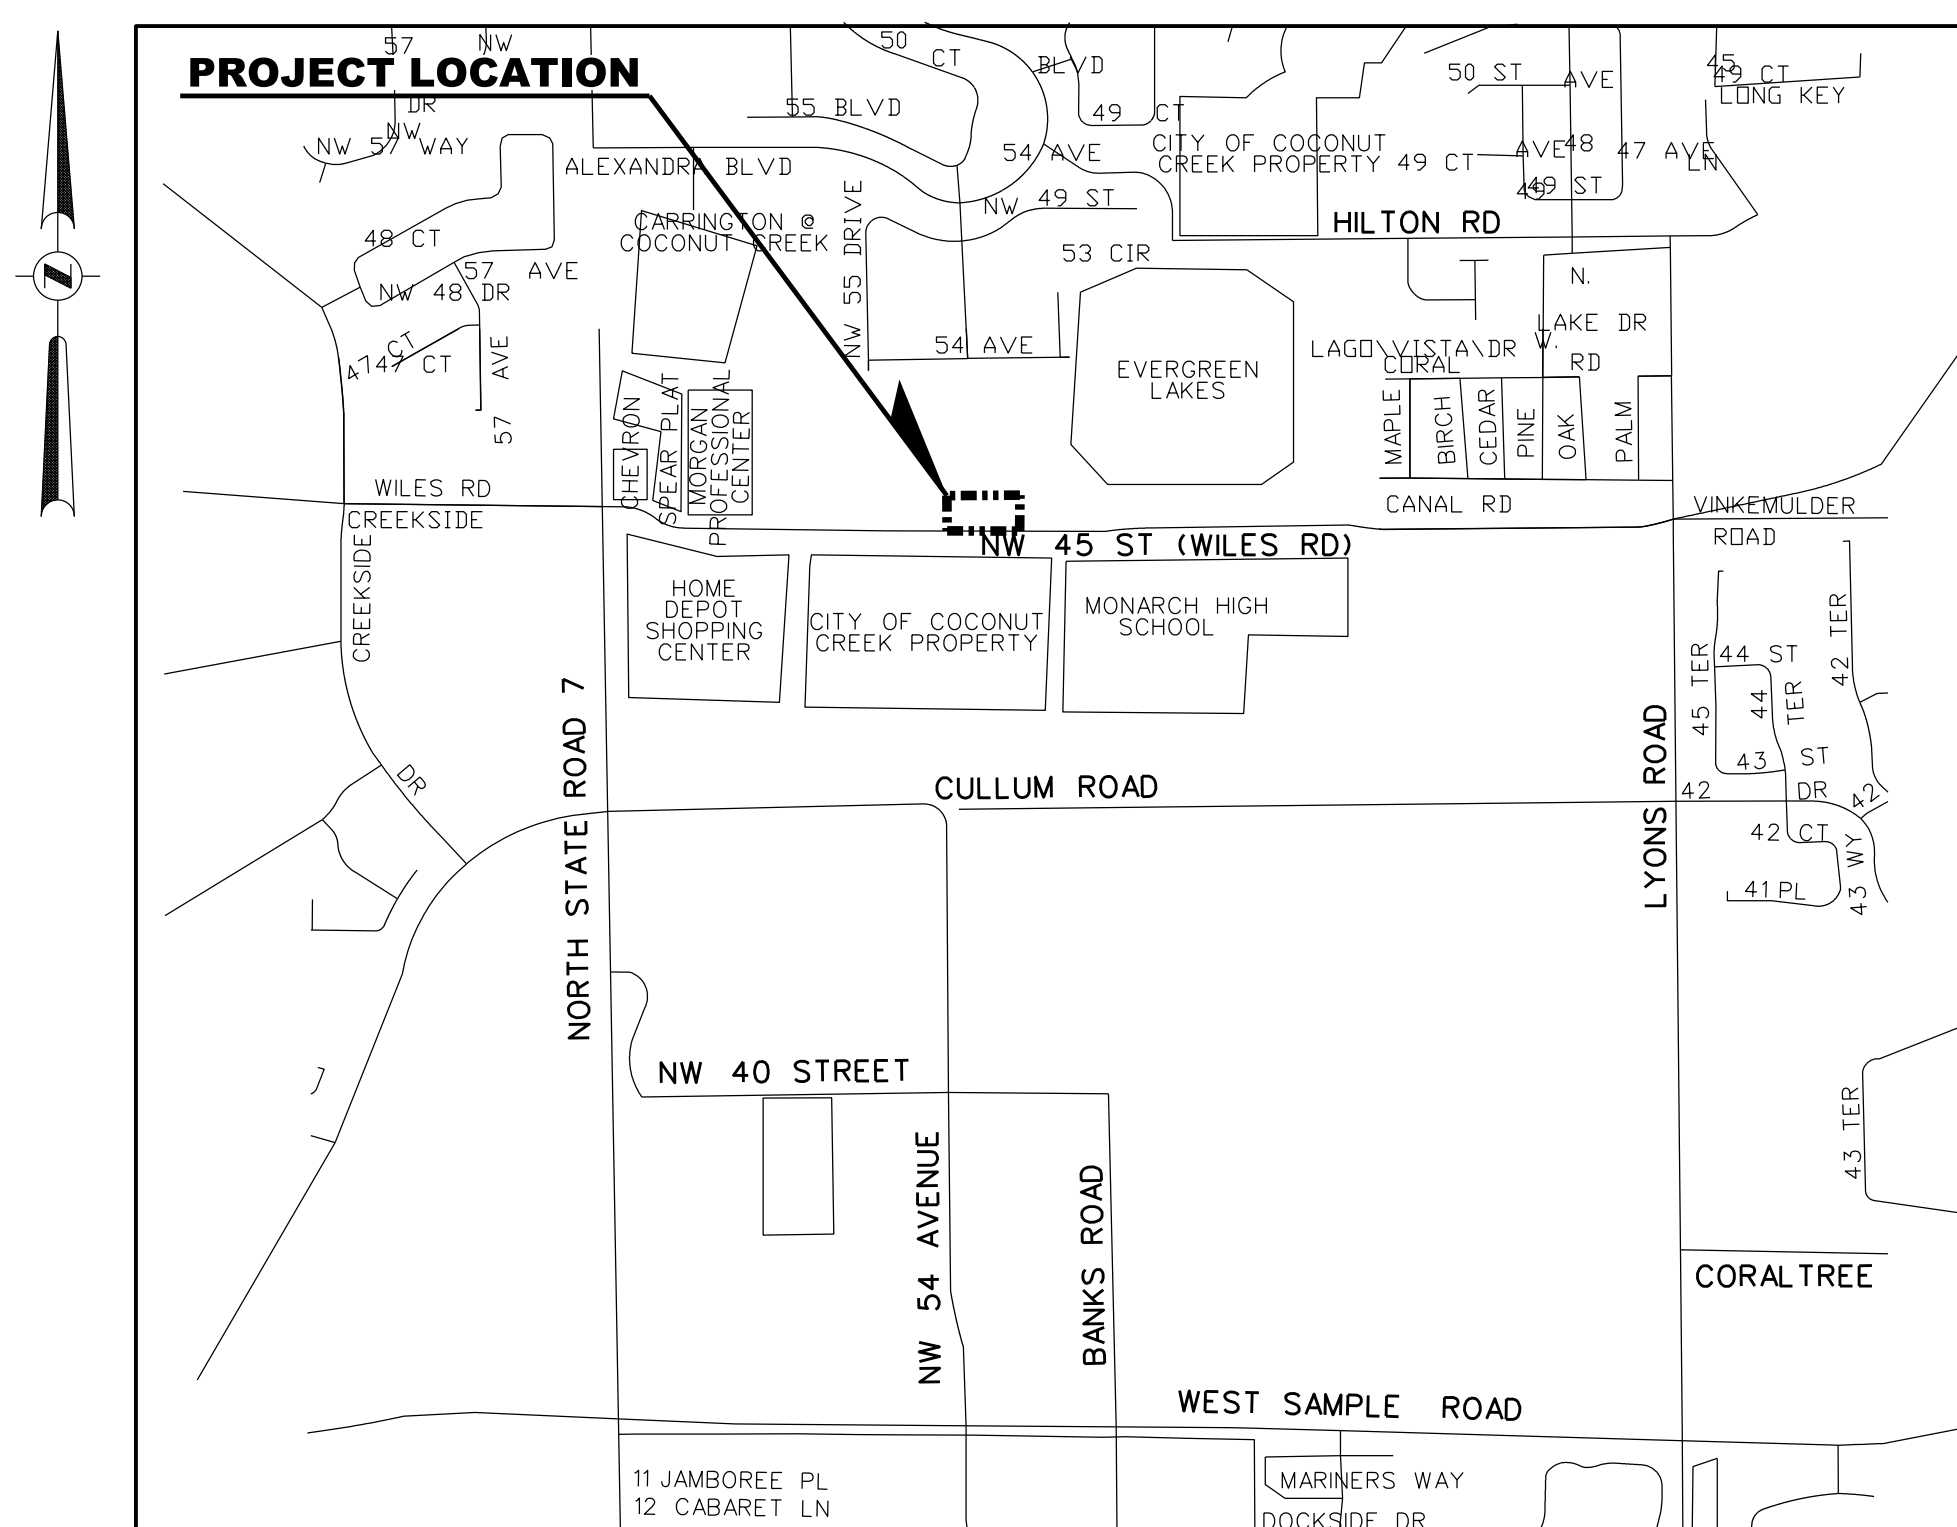 57
NW
50
CT
BLVD
50 ST
AVE
45
49 CT
LONG KEY
PROJECT LOCATION
DR
NW
NW 57 WAY
55 BLVD
49 CT
ALEXANDRA BLVD
54 AVE
CITY OF COCONUT
CREEK PROPERTY
49 CT
AVE
48
47 AVE
LN
49
49 ST
NW 49 ST
NW 55 DRIVE
CARRINGTON @
COCONUT CREEK
HILTON RD
48 CT
57 AVE
NW 48 DR
53 CIR
N.
LAKE DR
W.
LAGO\VISTA\DR
RD
CORAL
47 CT
47 CT
57 AVE
54 AVE
EVERGREEN
LAKES
MAPLE
BIRCH
CEDAR
PINE
OAK
PALM
CHEVRON
SPEAR PLAT
MORGAN
PROFESSIONAL
CENTER
WILES RD
CREEKSIDE
CANAL RD
VINKEMULDER
ROAD
NW 45 ST (WILES RD)
CREEKSIDE
DR
HOME
DEPOT
SHOPPING
CENTER
CITY OF COCONUT
CREEK PROPERTY
MONARCH HIGH
SCHOOL
45 TER
44 ST
44 TER
42 TER
43 ST
42 DR
42
42 CT
43 WY
41 PL
NORTH STATE ROAD 7
CULLUM ROAD
LYONS ROAD
NW 40 STREET
NW 54 AVENUE
BANKS ROAD
43 TER
CORALTREE
WEST SAMPLE ROAD
11 JAMBOREE PL
12 CABARET LN
MARINERS WAY
DOCKSIDE DR